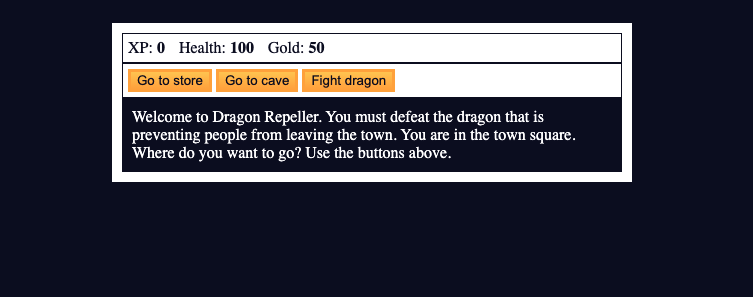 XP: 0 Health: 100 Gold: 50
Go to store Go to cave Fight dragon
Welcome to Dragon Repeller. You must defeat the dragon that is
preventing people from leaving the town. You are in the town square.
Where do you want to go? Use the buttons above.